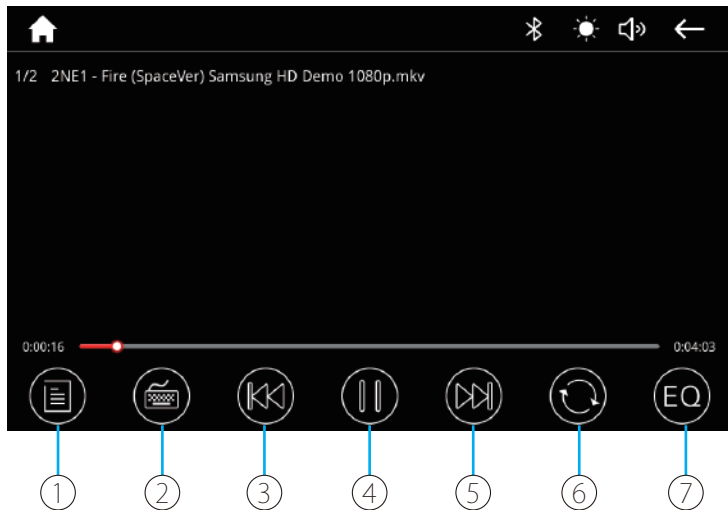 1/2 2NE1 - Fire (SpaceVer) Samsung HD Demo 1080p.mkv
0:00:16 0:04:03
EQ
1 2 3 4 5 6 7